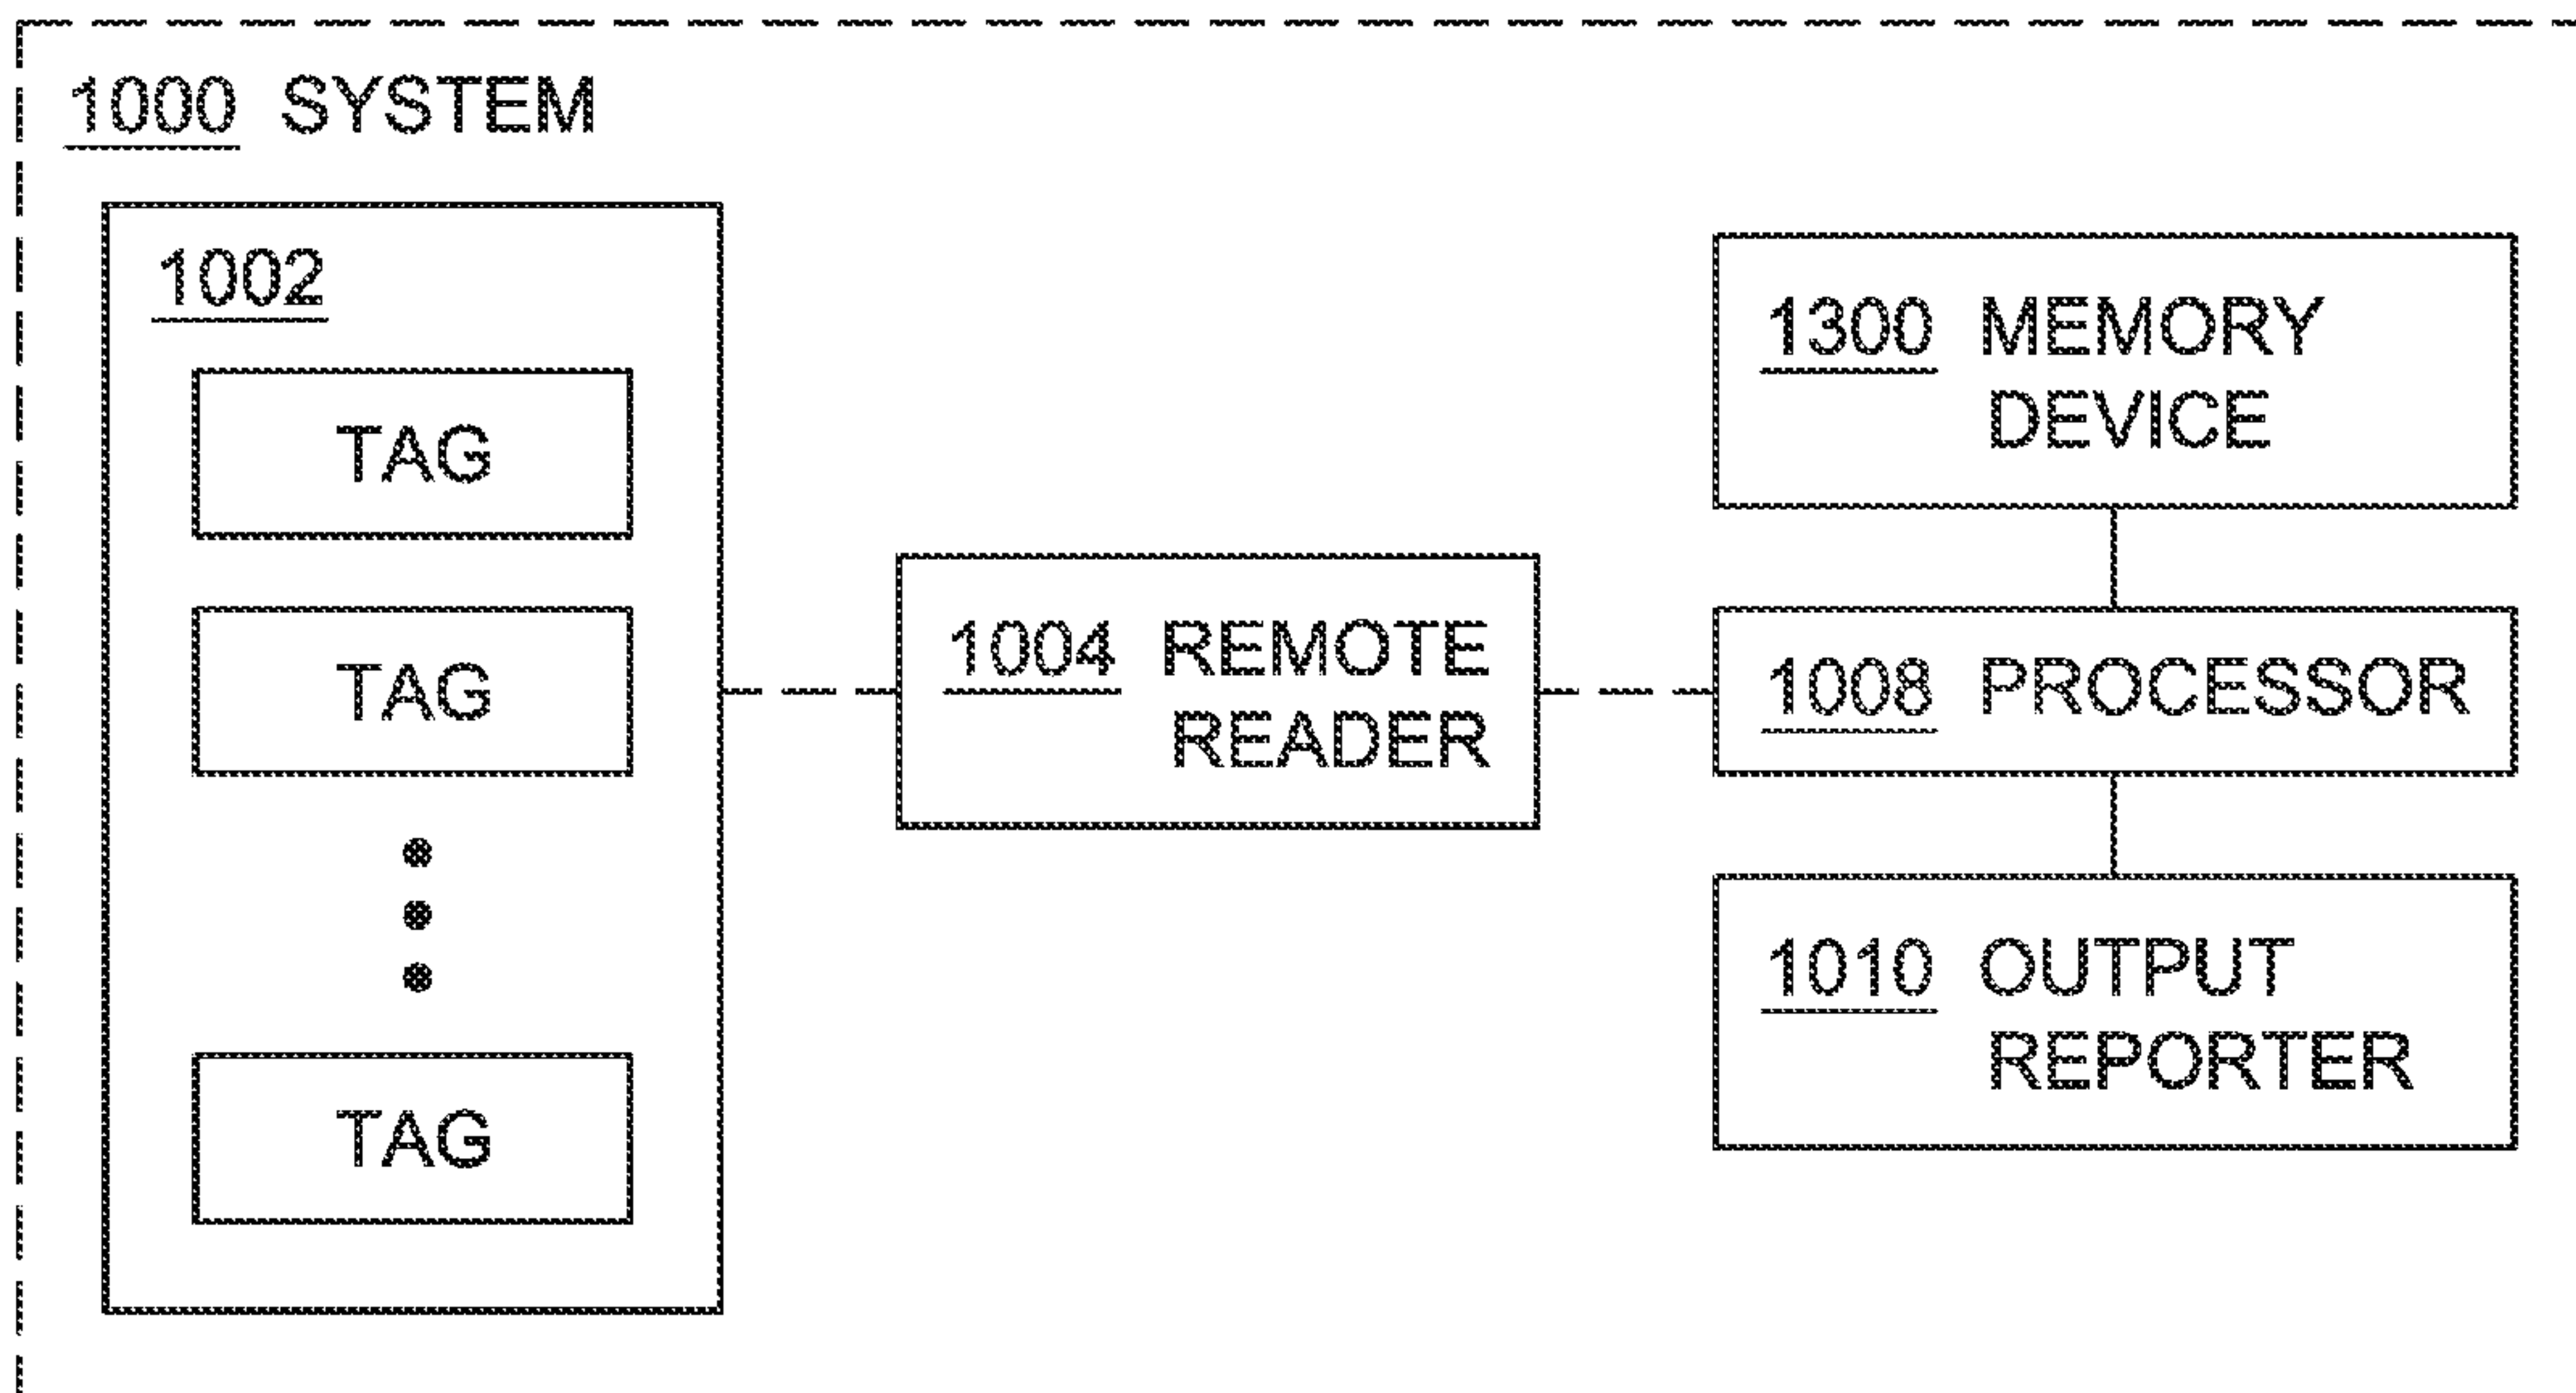 1000 SYSTEM
1002
TAG
TAG
TAG
1004 REMOTE
READER
1300 MEMORY
DEVICE
1008 PROCESSOR
1010 OUTPUT
REPORTER